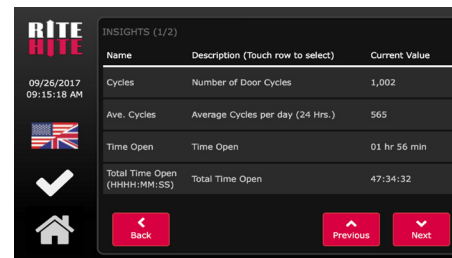 RITE
HITE
INSIGHTS (1/2)
Name Description (Touch row to select) Current Value
09/26/2017
09:15:18 AM
Cycles Number of Door Cycles 1,002
Ave. Cycles Average Cycles per day (24 Hrs.) 565
Time Open Time Open 01 hr 56 min
Total Time Open
(HHHH:MM:SS) Total Time Open 47:34:32
Back Previous Next